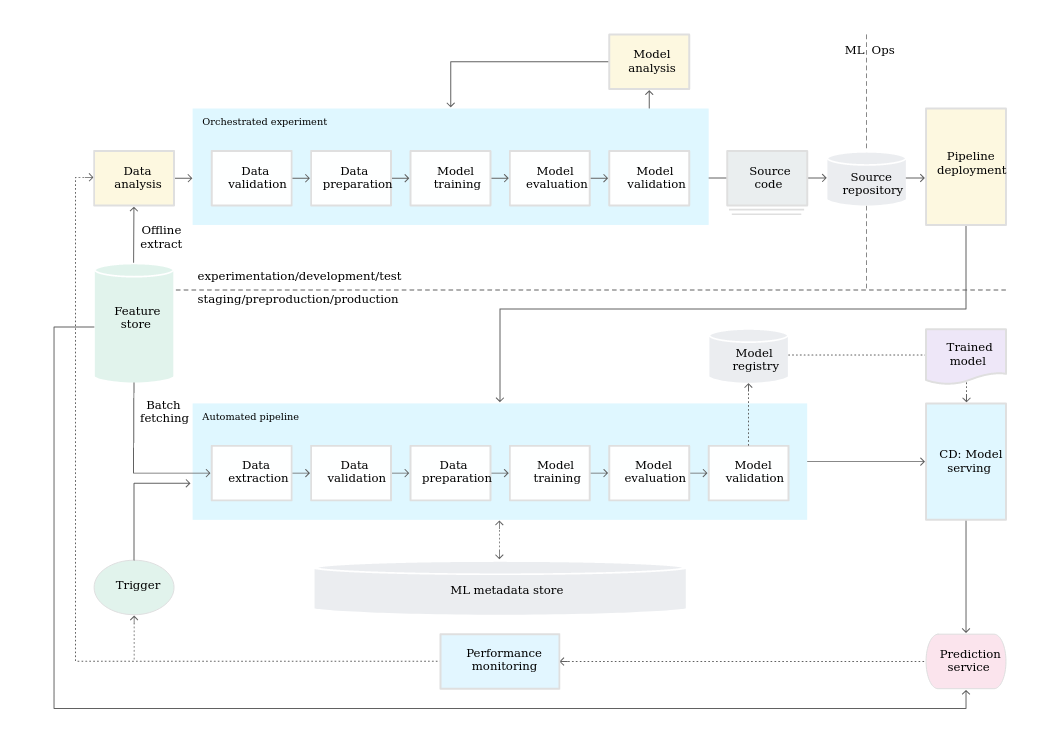 ML Ops
Model
analysis
Orchestrated experiment
Data
analysis
Data
validation
Data
preparation
Model
training
Model
evaluation
Model
validation
Source
code
Source
repository
Pipeline
deployment
Offline
extract
experimentation/development/test
staging/preproduction/production
Feature
store
Model
registry
Trained
model
Batch
fetching
Automated pipeline
Data
extraction
Data
validation
Data
preparation
Model
training
Model
evaluation
Model
validation
CD: Model
serving
Trigger
ML metadata store
Performance
monitoring
Prediction
service